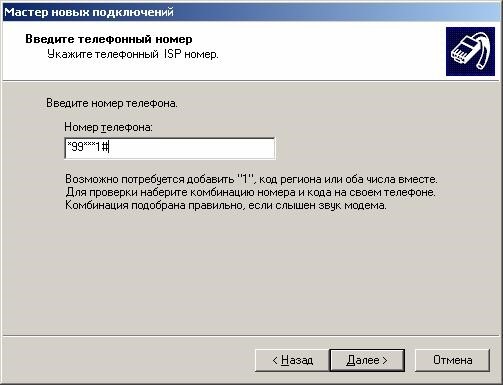 Мастер новых подключений
Введите телефонный номер
Укажите телефонный ISP номер.
Введите номер телефона.
Номер телефона:
*99***1#
Возможно потребуется добавить "1", код региона или оба числа вместе.
Для проверки наберите комбинацию номера и кода на своем телефоне.
Комбинация подобрана правильно, если слышен звук модема.
< Назад Далее > Отмена